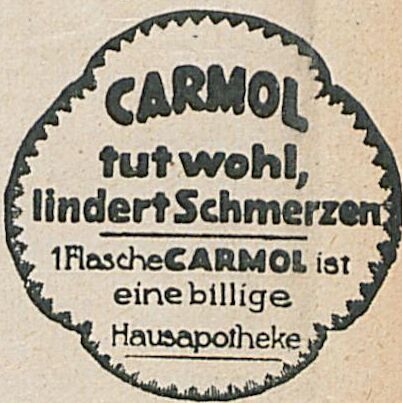 CARMOL
tut wohl,
lindert Schmerzen
1 Flasche CARMOL ist
eine billige
Hausapotheke